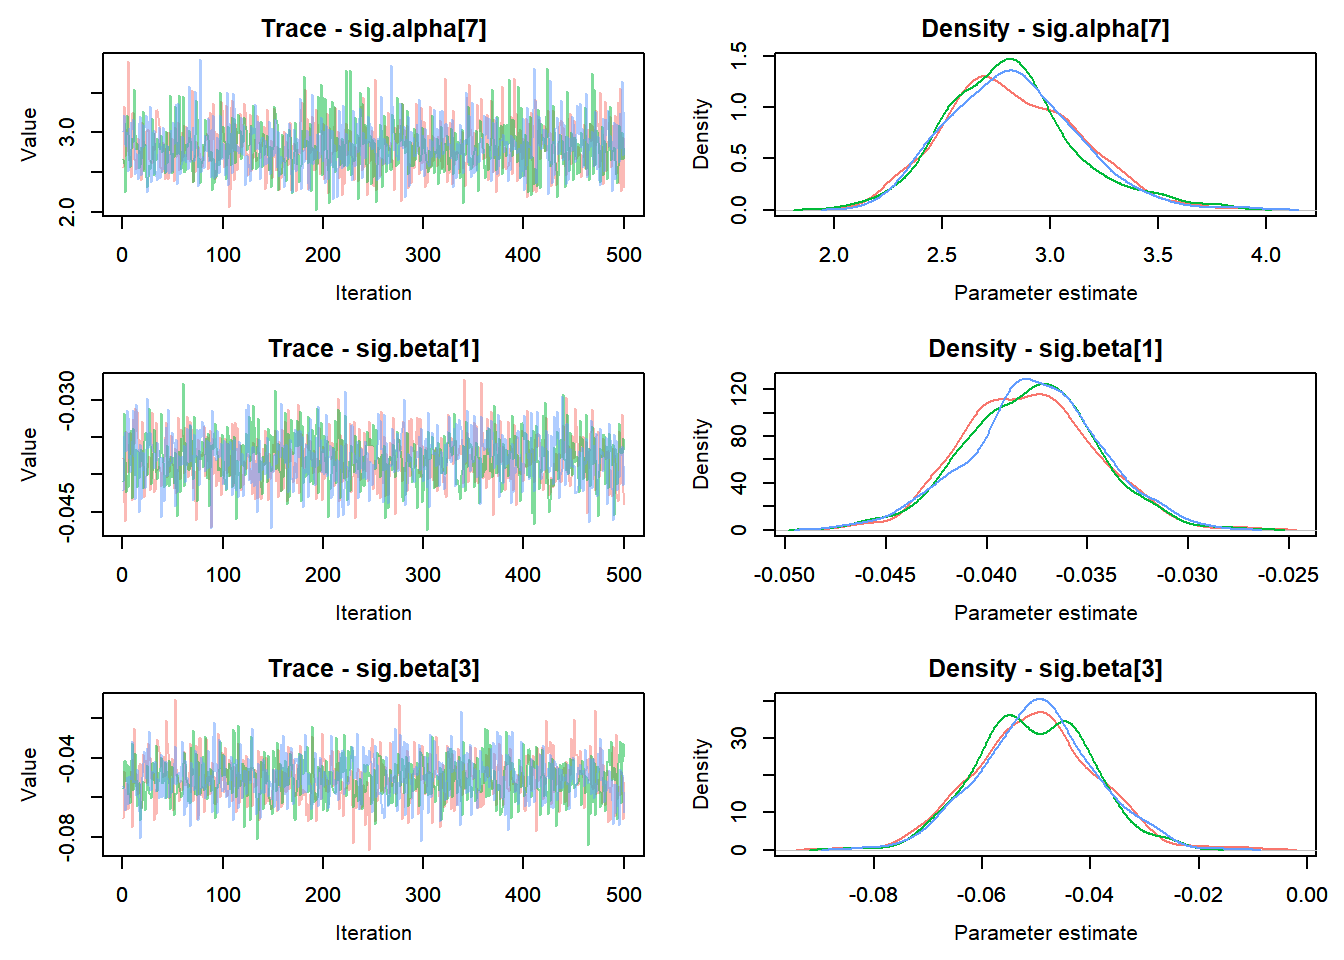 Trace - sig.alpha[7]
Value
2.0
3.0
0
100
200
300
400
500
Iteration
Density - sig.alpha[7]
Density
0.0
0.5
1.0
1.5
2.0
2.5
3.0
3.5
4.0
Parameter estimate
Trace - sig.beta[1]
Value
-0.045
-0.030
0
100
200
300
400
500
Iteration
Density - sig.beta[1]
Density
0
40
80
120
-0.050
-0.045
-0.040
-0.035
-0.030
-0.025
Parameter estimate
Trace - sig.beta[3]
Value
-0.08
-0.04
0
100
200
300
400
500
Iteration
Density - sig.beta[3]
Density
0
10
30
-0.08
-0.06
-0.04
-0.02
0.00
Parameter estimate